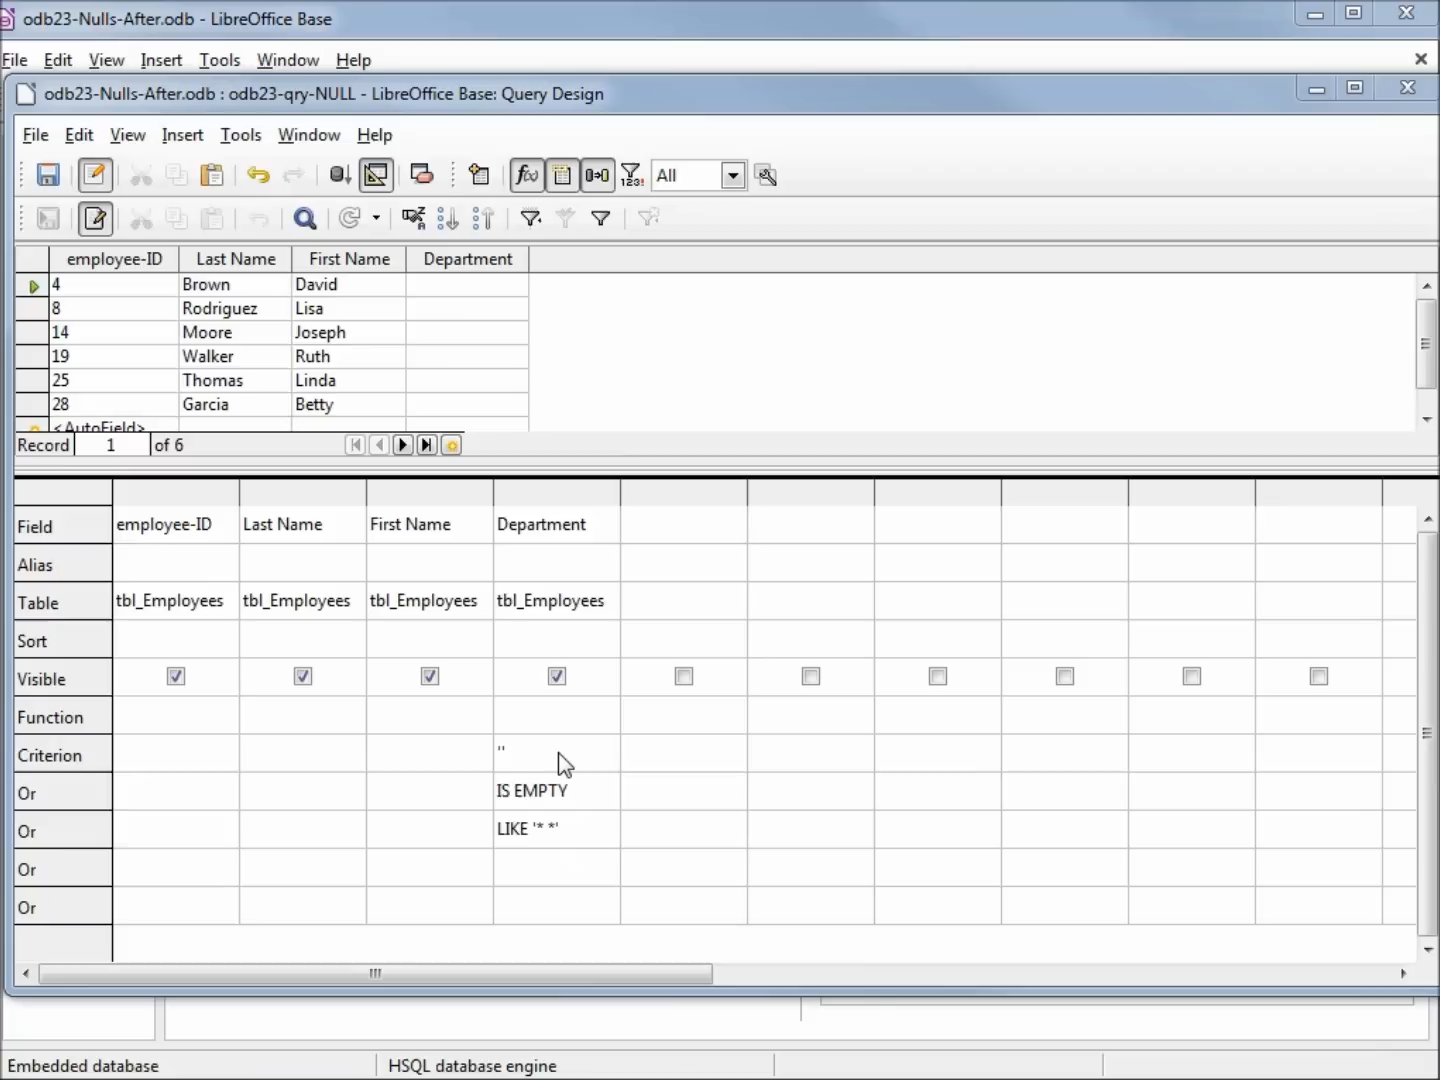 odb23-Nulls-After.odb - LibreOffice Base
File Edit View Insert Tools Window Help
odb23-Nulls-After.odb : odb23-qry-NULL - LibreOffice Base: Query Design
File Edit View Insert Tools Window Help
f(x) 123! All
Z A
employee-ID Last Name First Name Department
4 Brown David
8 Rodriguez Lisa
14 Moore Joseph
19 Walker Ruth
25 Thomas Linda
28 Garcia Betty
<AutoField>
Record 1 of 6
Field employee-ID Last Name First Name Department
Alias
Table tbl_Employees tbl_Employees tbl_Employees tbl_Employees
Sort
Visible
Function
Criterion ''
Or IS EMPTY
Or LIKE '* *'
Or
Or
Embedded database HSQL database engine